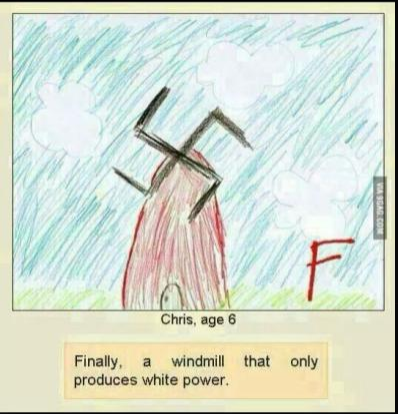 VIA 9GAG.COM
F
Chris, age 6
Finally, a windmill that only
produces white power.